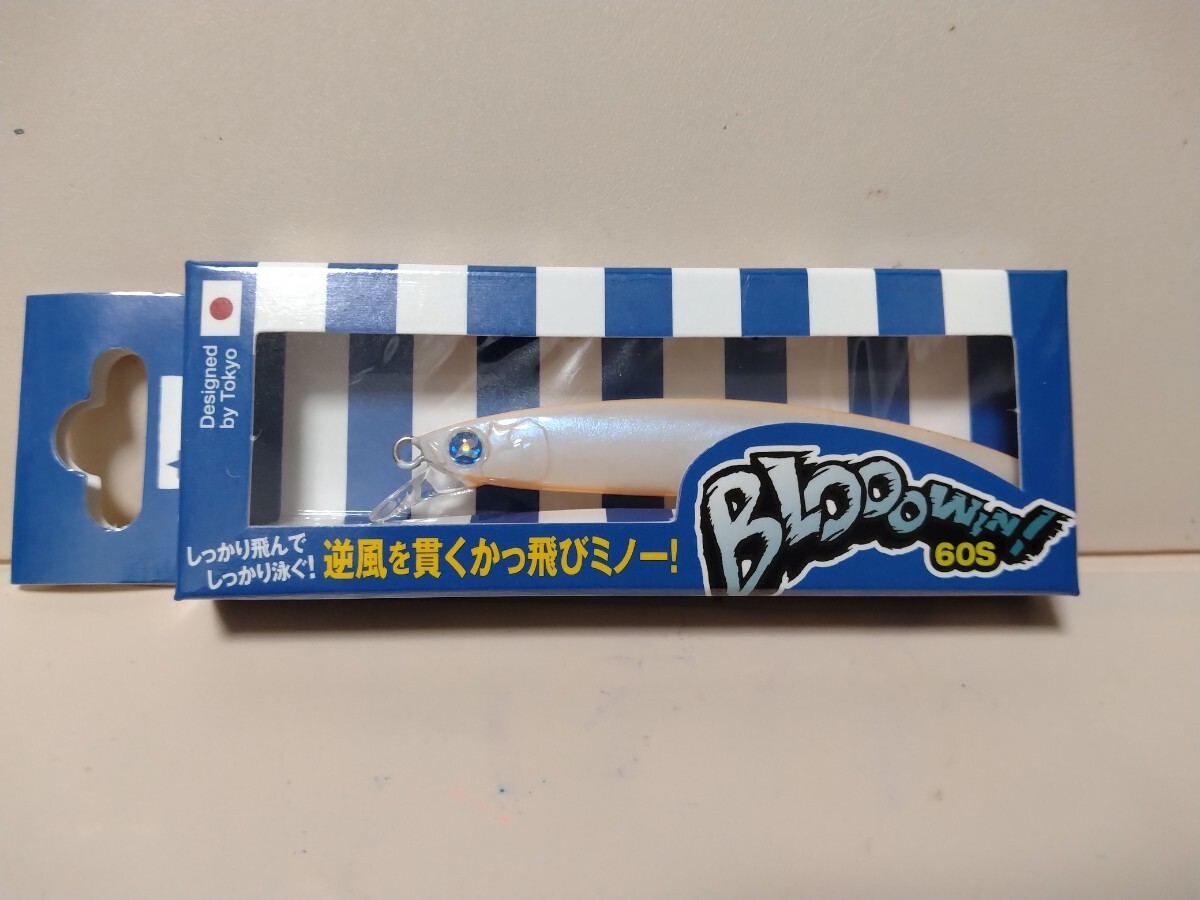 Designed
by Tokyo
しっかり飛んで
しっかり泳ぐ!
逆風を貫くかっ飛びミノー!
BLOOOWIN!
60S